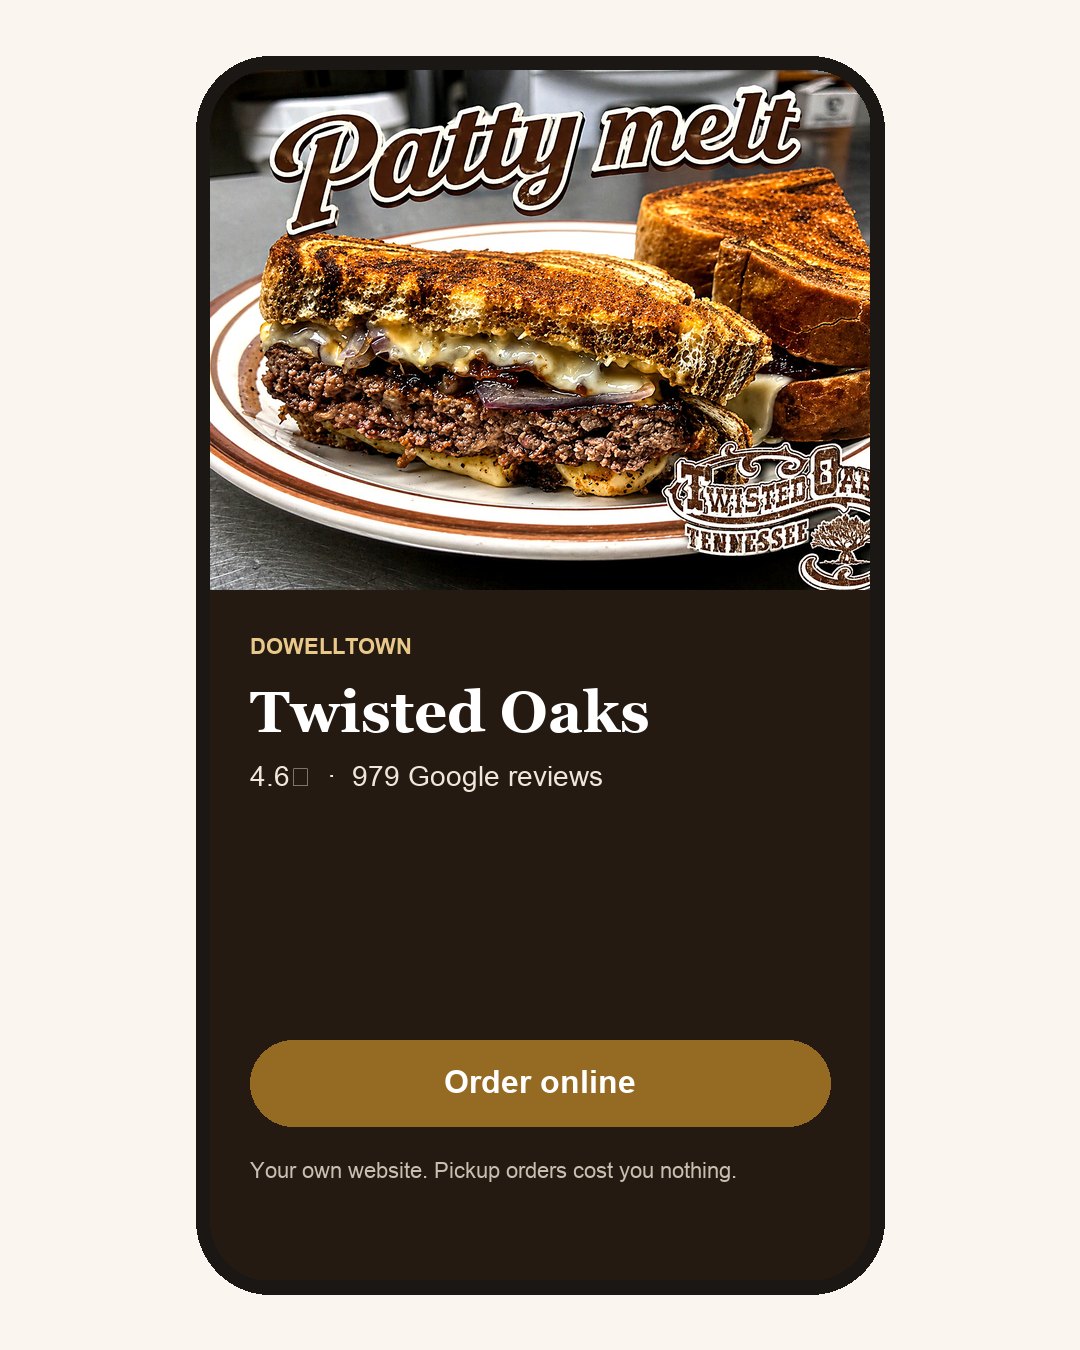 Patty melt
Twisted Oak
Tennessee
DOWELLTOWN
Twisted Oaks
4.6□ · 979 Google reviews
Order online
Your own website. Pickup orders cost you nothing.